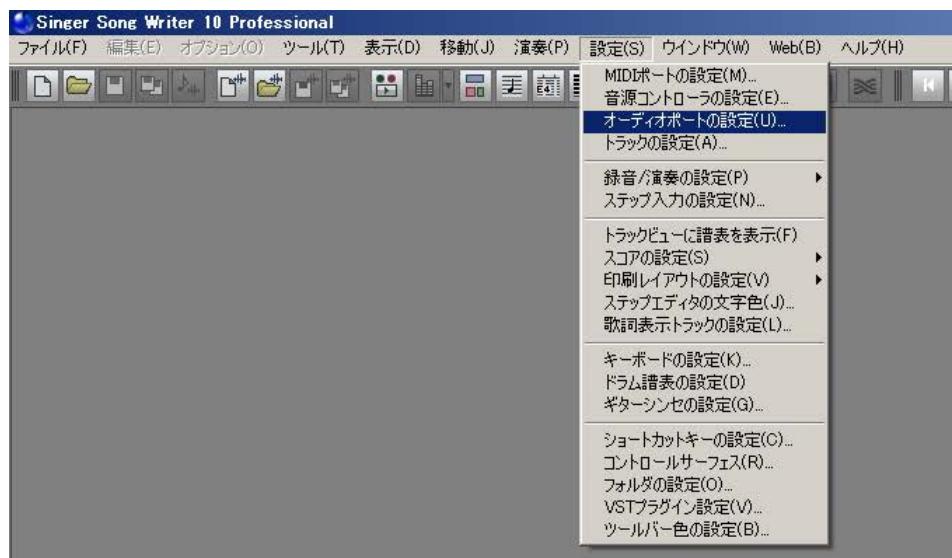 Singer Song Writer 10 Professional
ファイル(F) 編集(E) オプション(O) ツール(T) 表示(D) 移動(J) 演奏(P) 設定(S) ウインドウ(W) Web(B) ヘルプ(H)
MIDIポートの設定(M)...
音源コントローラの設定(E)...
オーディオポートの設定(U)...
トラックの設定(A)...
録音/演奏の設定(P)
ステップ入力の設定(N)...
トラックビューに譜表を表示(F)
スコアの設定(S)
印刷レイアウトの設定(V)
ステップエディタの文字色(J)...
歌詞表示トラックの設定(L)...
キーボードの設定(K)...
ドラム譜表の設定(D)
ギターシンセの設定(G)...
ショートカットキーの設定(C)...
コントロールサーフェス(R)...
フォルダの設定(O)...
VSTプラグイン設定(V)...
ツールバー色の設定(B)...